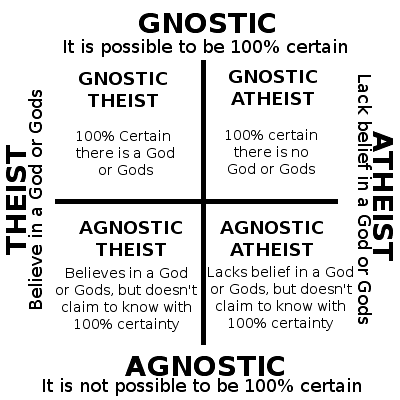 GNOSTIC
It is possible to be 100% certain
THEIST
Believe in a God or Gods
GNOSTIC
THEIST
100% Certain
there is a God
or Gods
GNOSTIC
ATHEIST
100% certain
there is no
God or Gods
ATHEIST
Lack belief in a God or Gods
AGNOSTIC
THEIST
Believes in a God
or Gods, but doesn't
claim to know with
100% certainty
AGNOSTIC
ATHEIST
Lacks belief in a God
or Gods, but doesn't
claim to know with
100% certainty
AGNOSTIC
It is not possible to be 100% certain